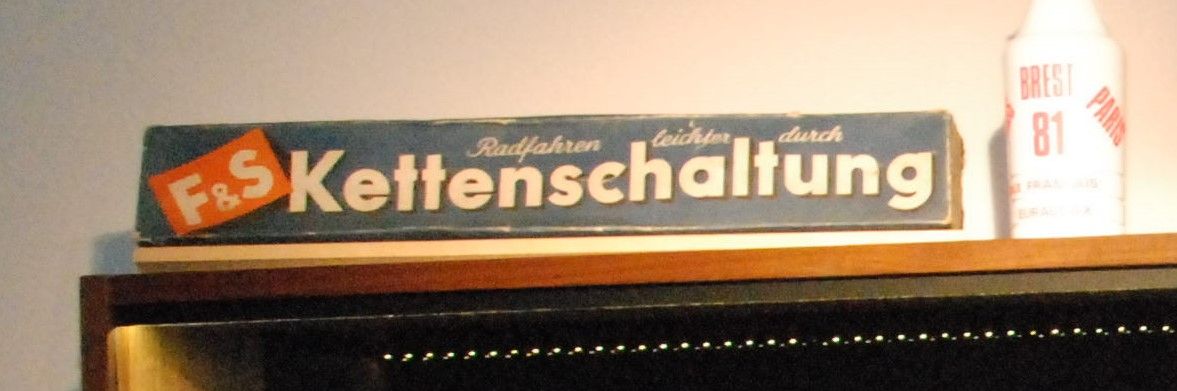 Radfahren leichter durch
F&S Kettenschaltung
BREST
81
PARIS